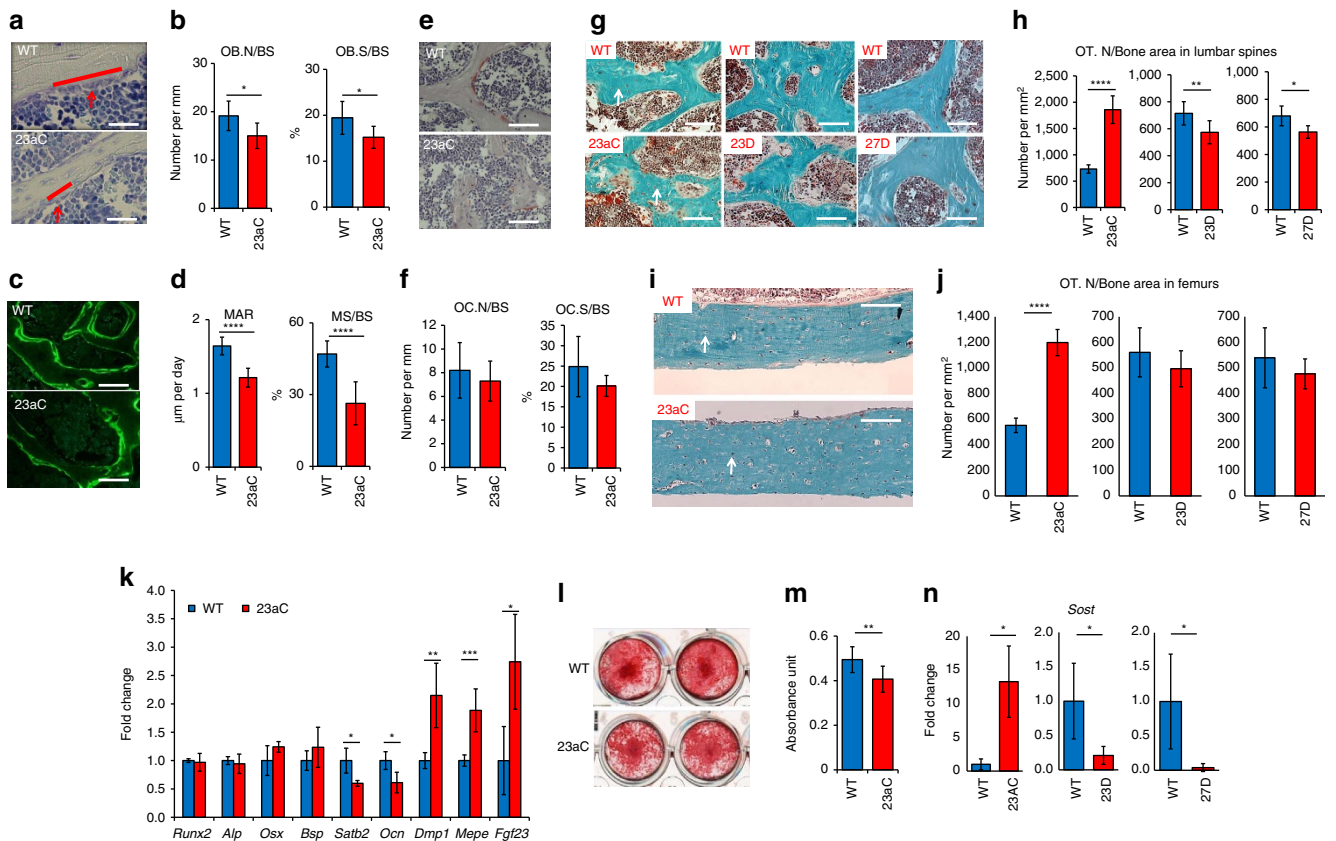 a
WT
23aC
b
OB.N/BS
Number per mm
30
20
10
0
*
WT
23aC
OB.S/BS
%
30
20
10
0
*
WT
23aC
c
WT
23aC
d
MAR
µm per day
2
1
0
****
WT
23aC
MS/BS
%
60
30
0
****
WT
23aC
e
WT
23aC
f
OC.N/BS
Number per mm
12
10
8
6
4
2
0
WT
23aC
OC.S/BS
%
35
30
25
20
15
10
5
0
WT
23aC
g
WT
WT
WT
23aC
23D
27D
h
OT. N/Bone area in lumbar spines
Number per mm²
2,500
2,000
1,500
1,000
500
0
****
WT
23aC
1,000
800
600
400
200
0
**
WT
23D
1,000
800
600
400
200
0
*
WT
27D
i
WT
23aC
j
OT. N/Bone area in femurs
Number per mm²
1,400
1,200
1,000
800
600
400
200
0
****
WT
23aC
700
600
500
400
300
200
100
0
WT
23D
700
600
500
400
300
200
100
0
WT
27D
k
Fold change
4.0
3.5
3.0
2.5
2.0
1.5
1.0
0.5
0.0
WT 23aC
*
*
**
***
*
Runx2 Alp Osx Bsp Satb2 Ocn Dmp1 Mepe Fgf23
l
WT
23aC
m
Absorbance unit
0.6
0.4
0.2
0
**
WT
23aC
n
Sost
Fold change
20
15
10
5
0
*
WT
23AC
2.0
1.5
1.0
0.5
0.0
*
WT
23D
2.0
1.5
1.0
0.5
0.0
*
WT
27D